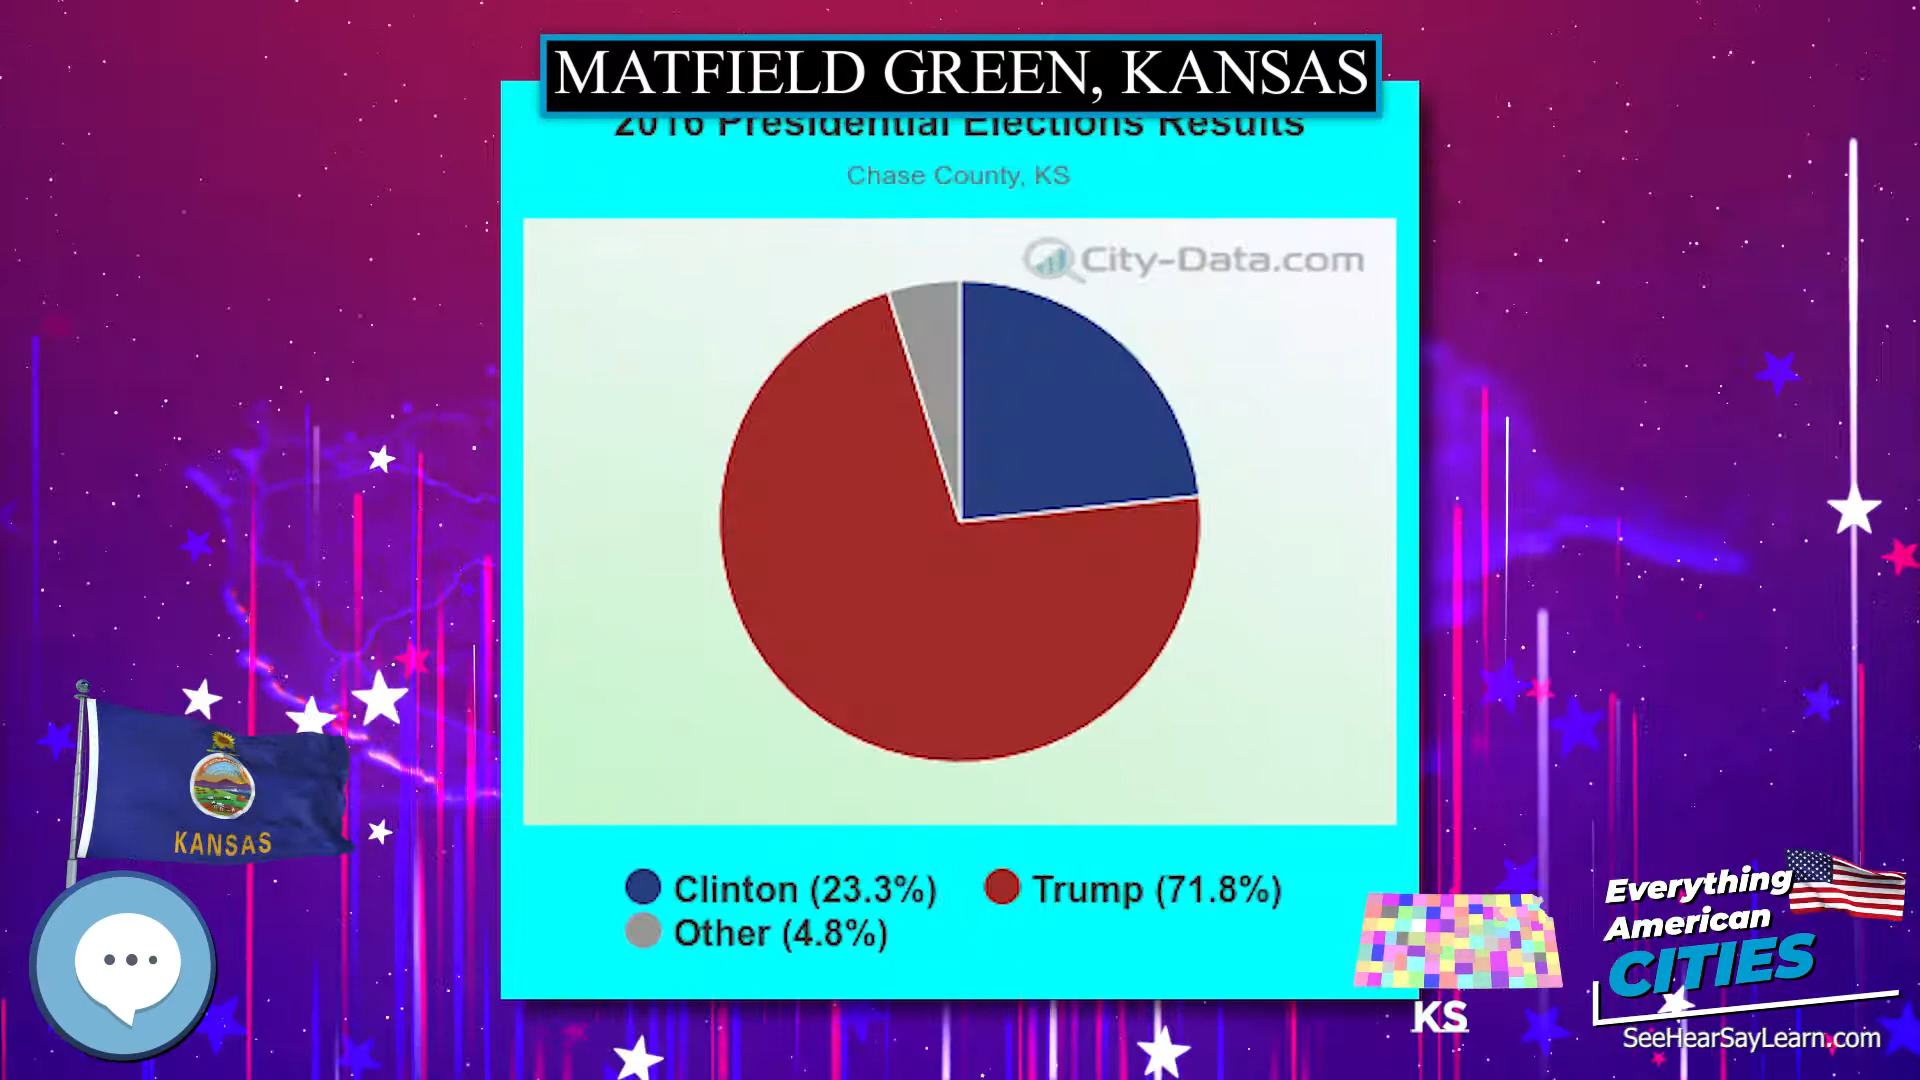 MATFIELD GREEN, KANSAS
2016 Presidential Elections Results
Chase County, KS
City-Data.com
Clinton (23.3%) Trump (71.8%)
Other (4.8%)
KANSAS
KS
Everything
American
CITIES
SeeHearSayLearn.com